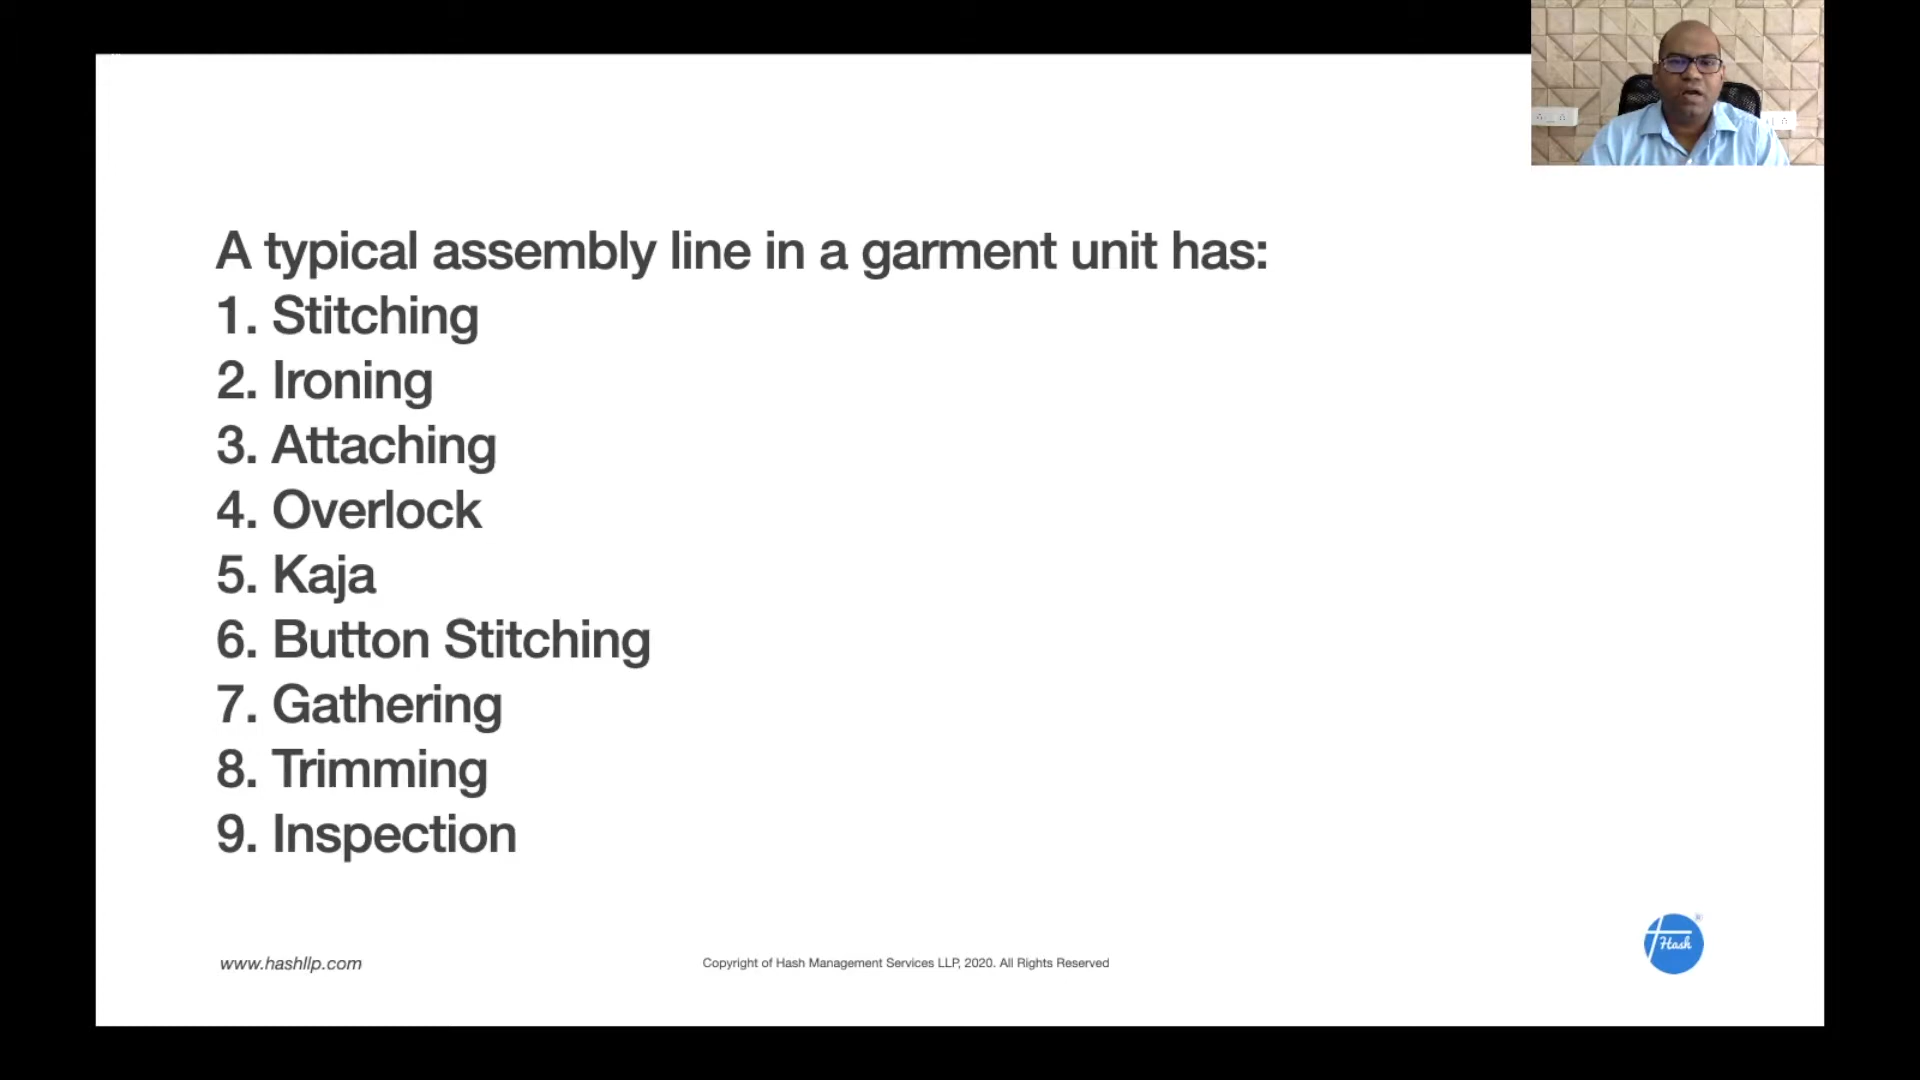 A typical assembly line in a garment unit has:
1. Stitching
2. Ironing
3. Attaching
4. Overlock
5. Kaja
6. Button Stitching
7. Gathering
8. Trimming
9. Inspection
www.hashllp.com
Copyright of Hash Management Services LLP, 2020. All Rights Reserved
Hash
®